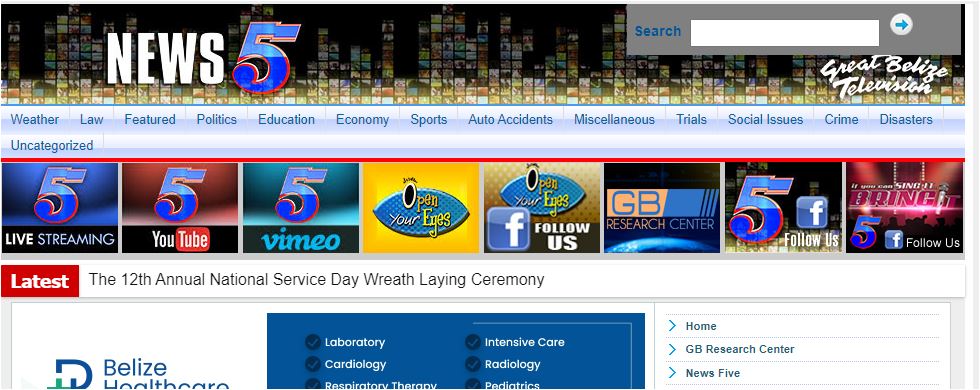 NEWS 5
Search
Great Belize
Television
Weather Law Featured Politics Education Economy Sports Auto Accidents Miscellaneous Trials Social Issues Crime Disasters
Uncategorized
5
LIVE STREAMING
5
YouTube
5
vimeo
Open
Your Eyes
Open
Your Eyes
f FOLLOW
US
GB
RESEARCH CENTER
5 f
Follow Us
if you can SING IT
BRING it
5 f Follow Us
Latest The 12th Annual National Service Day Wreath Laying Ceremony
Belize
Healthcare
Laboratory
Cardiology
Respiratory Therapy
Intensive Care
Radiology
Pediatrics
Home
GB Research Center
News Five